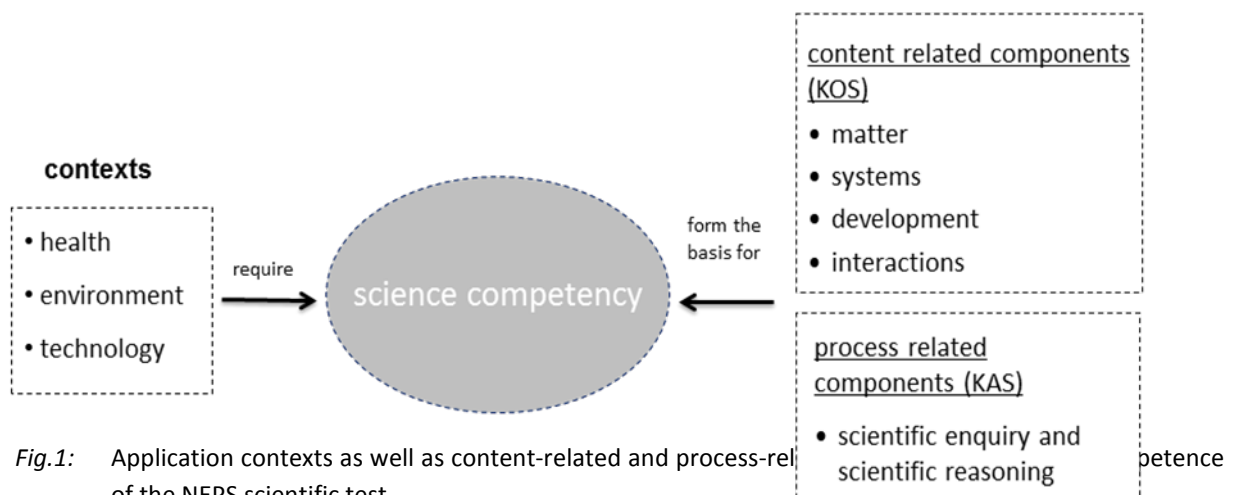 contexts
• health
• environment
• technology
require
science competency
form the
basis for
content related components
(KOS)
• matter
• systems
• development
• interactions
process related
components (KAS)
• scientific enquiry and
scientific reasoning
Fig.1: Application contexts as well as content-related and process-rel petence
of the NEPS scientific test